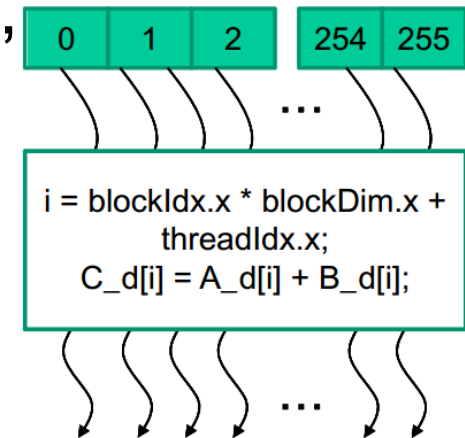 , 0 1 2 254 255
...
i = blockIdx.x * blockDim.x +
threadIdx.x;
C_d[i] = A_d[i] + B_d[i];
...